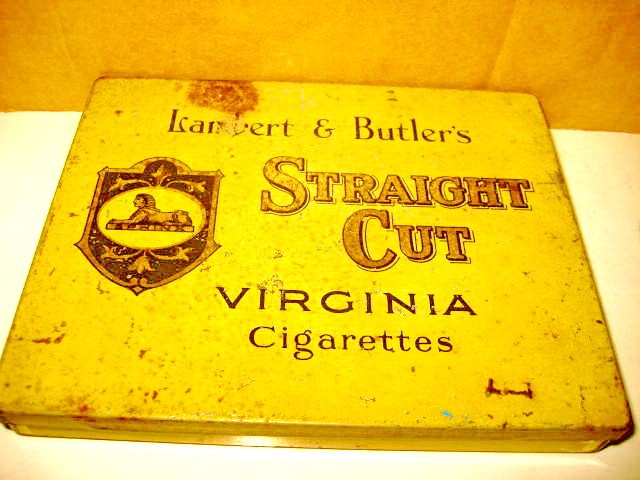 Lambert & Butler's
STRAIGHT
CUT
VIRGINIA
Cigarettes